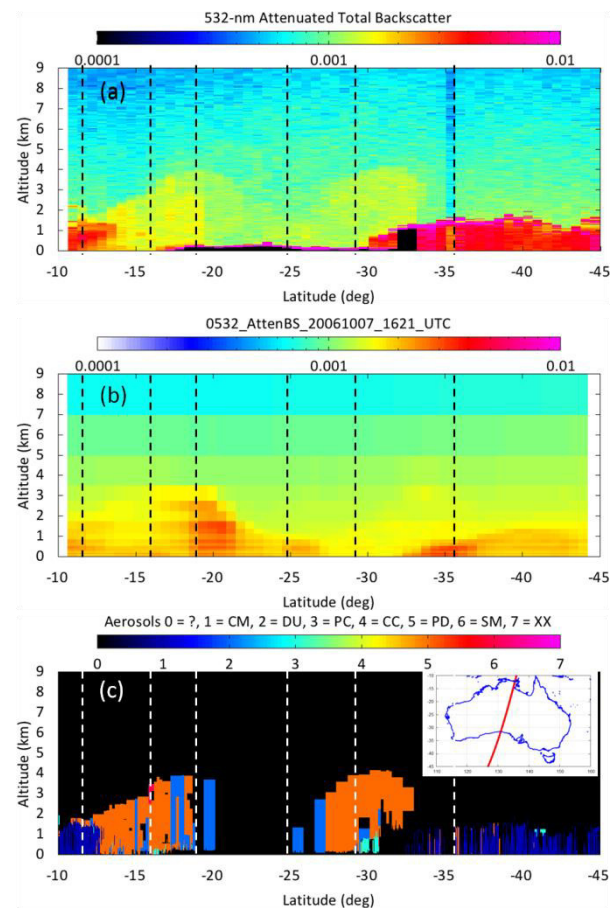 532-nm Attenuated Total Backscatter
0.0001 0.001 0.01
(a)
Altitude (km)
9
8
7
6
5
4
3
2
1
0
-10 -15 -20 -25 -30 -35 -40 -45
Latitude (deg)
0532_AttenBS_20061007_1621_UTC
0.0001 0.001 0.01
(b)
Altitude (km)
9
8
7
6
5
4
3
2
1
0
-10 -15 -20 -25 -30 -35 -40 -45
Latitude (deg)
Aerosols 0 = ?, 1 = CM, 2 = DU, 3 = PC, 4 = CC, 5 = PD, 6 = SM, 7 = XX
0 1 2 3 4 5 6 7
(c)
Altitude (km)
9
8
7
6
5
4
3
2
1
0
-10 -15 -20 -25 -30 -35 -40 -45
Latitude (deg)